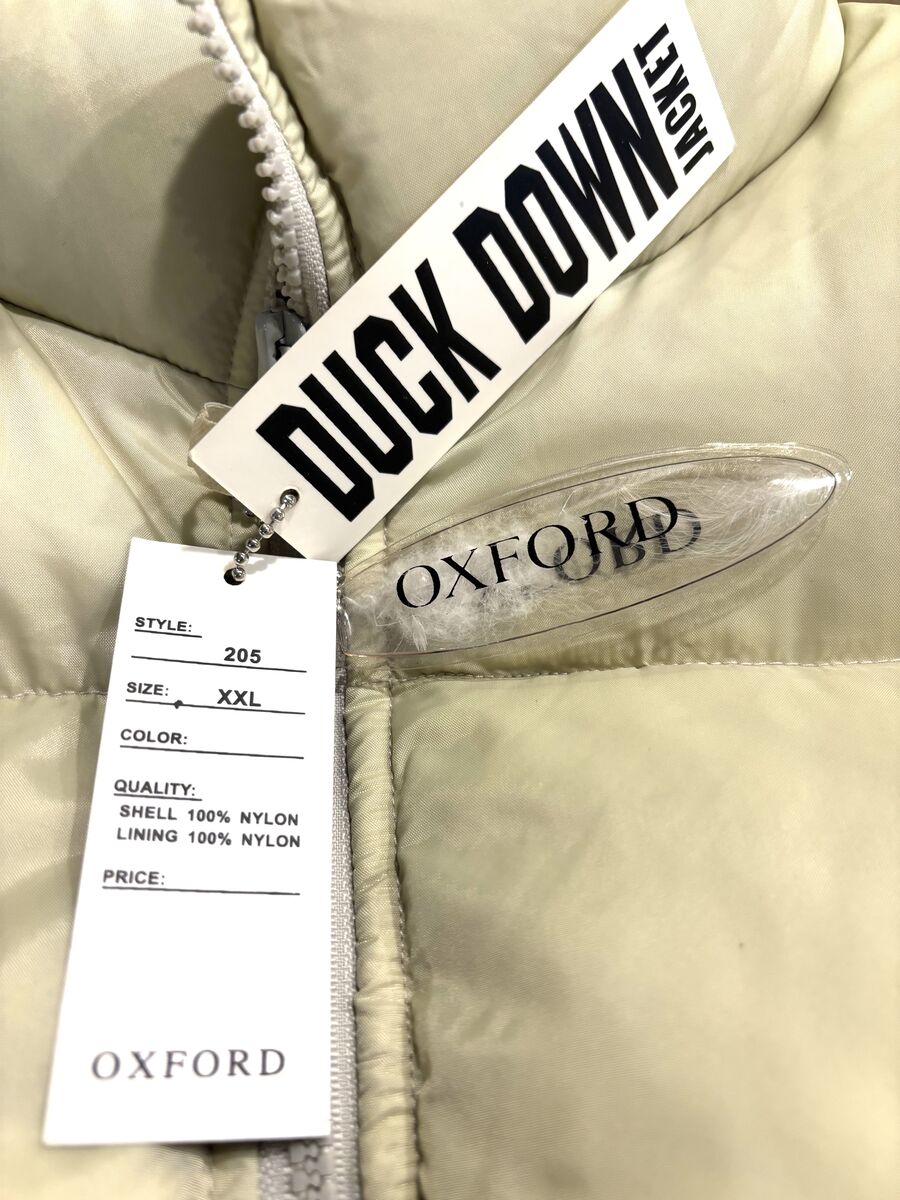 DUCK DOWN
JACKET
OXFORD
STYLE:
205
SIZE: XXL
COLOR:
QUALITY:
SHELL 100% NYLON
LINING 100% NYLON
PRICE:
OXFORD